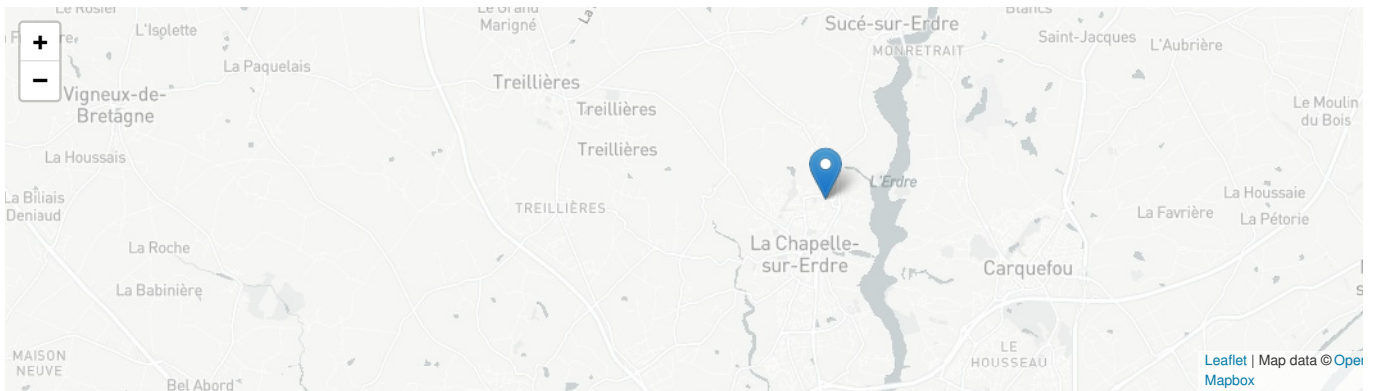 Le Rosier
Le Grand
Marigné
Sucé-sur-Erdre
Blancs
+
L'Isolette
MONRETRAIT
Saint-Jacques
L'Aubrière
La Paquelais
−
Treillières
Vigneux-de-
Bretagne
Treillières
Le Moulin
du Bois
La Houssais
Treillières
L'Erdre
La Biliais
Deniaud
TREILLIÈRES
La Houssaie
La Favrière
La Pétorie
La Roche
La Chapelle-
sur-Erdre
Carquefou
La Babinière
MAISON
NEUVE
LE
HOUSSEAU
Bel Abord
Leaflet | Map data © Oper
Mapbox